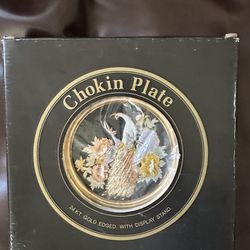 Chokin Plate
24 KT GOLD EDGED. WITH DISPLAY STAND.